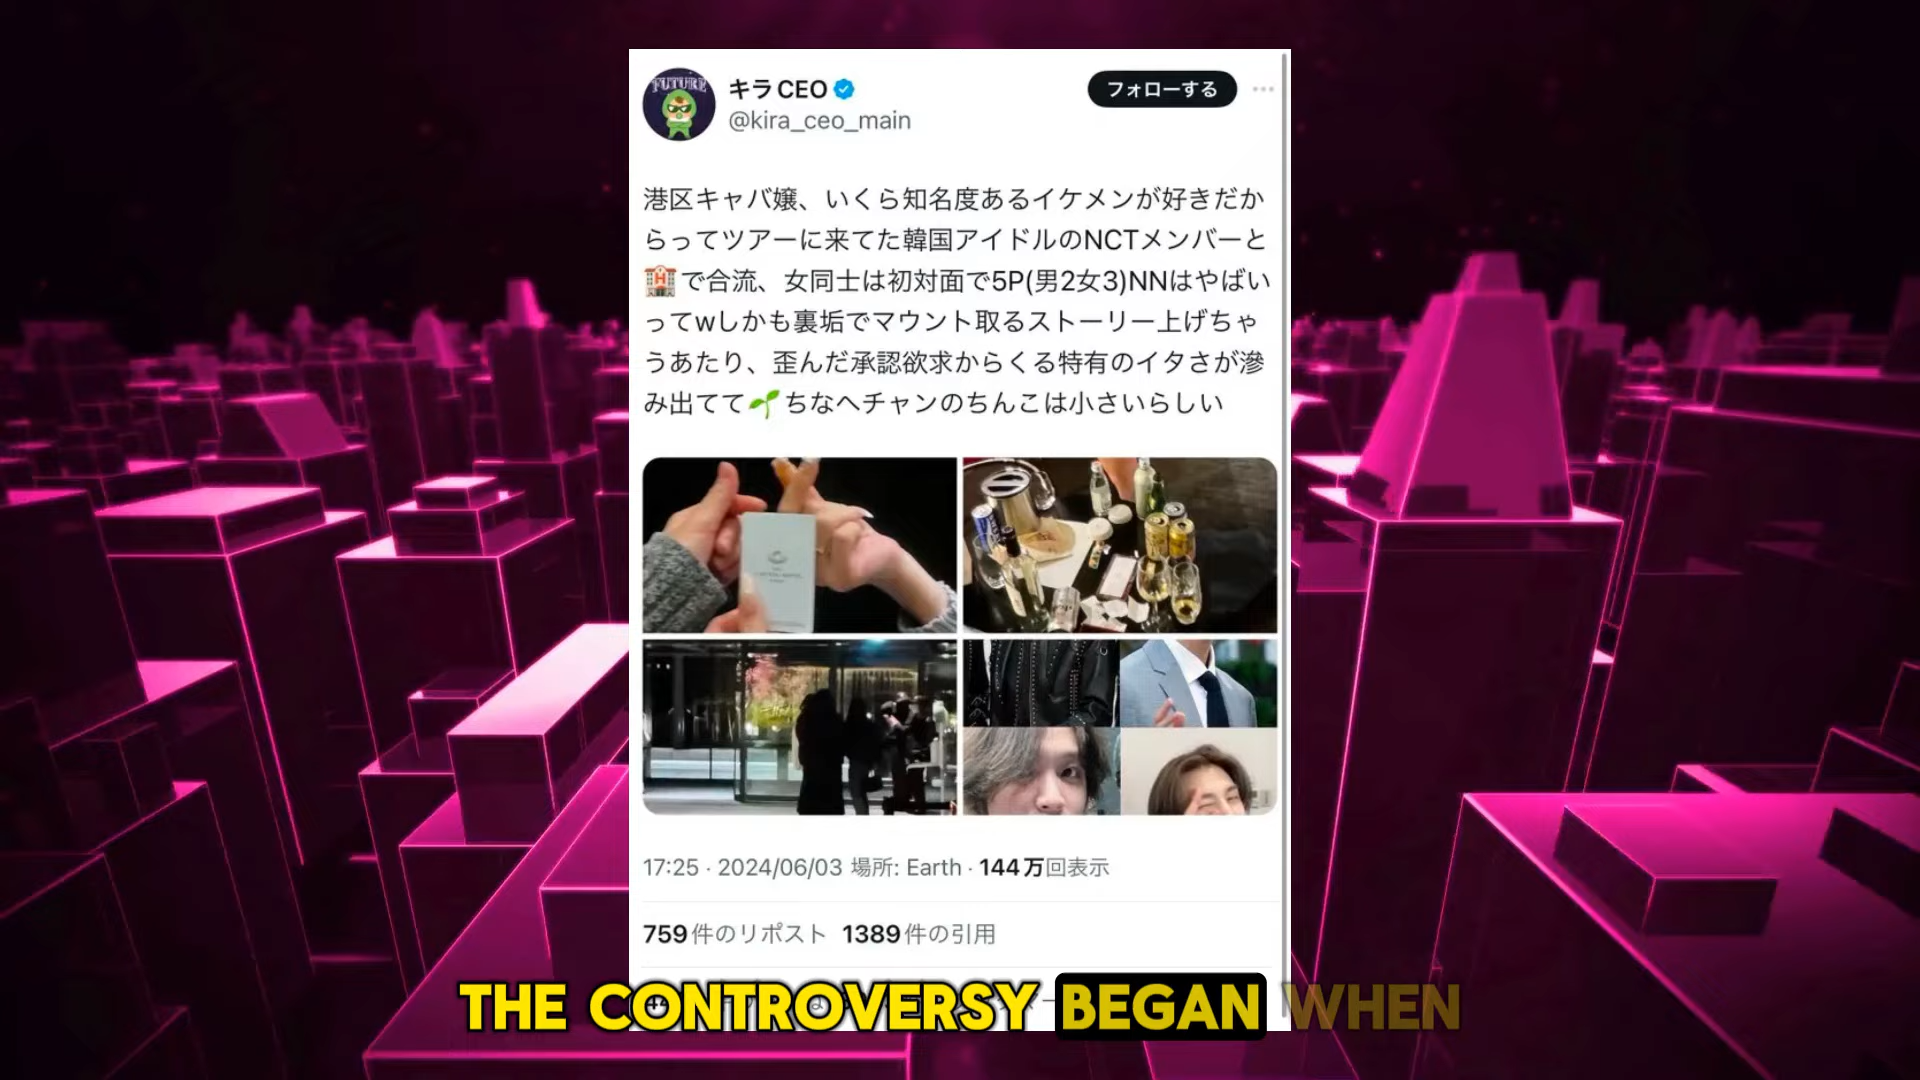 FUTURE
キラCEO
@kira_ceo_main
フォローする
港区キャバ嬢、いくら知名度あるイケメンが好きだか
らってツアーに来てた韓国アイドルのNCTメンバーと
🏩で合流、女同士は初対面で5P(男2女3)NNはやばい
ってwしかも裏垢でマウント取るストーリー上げちゃ
うあたり、歪んだ承認欲求からくる特有のイタさが滲
み出てて🌱ちなヘチャンのちんこは小さいらしい
17:25 · 2024/06/03 場所: Earth · 144万回表示
759件のリポスト 1389件の引用
THE CONTROVERSY BEGAN WHEN